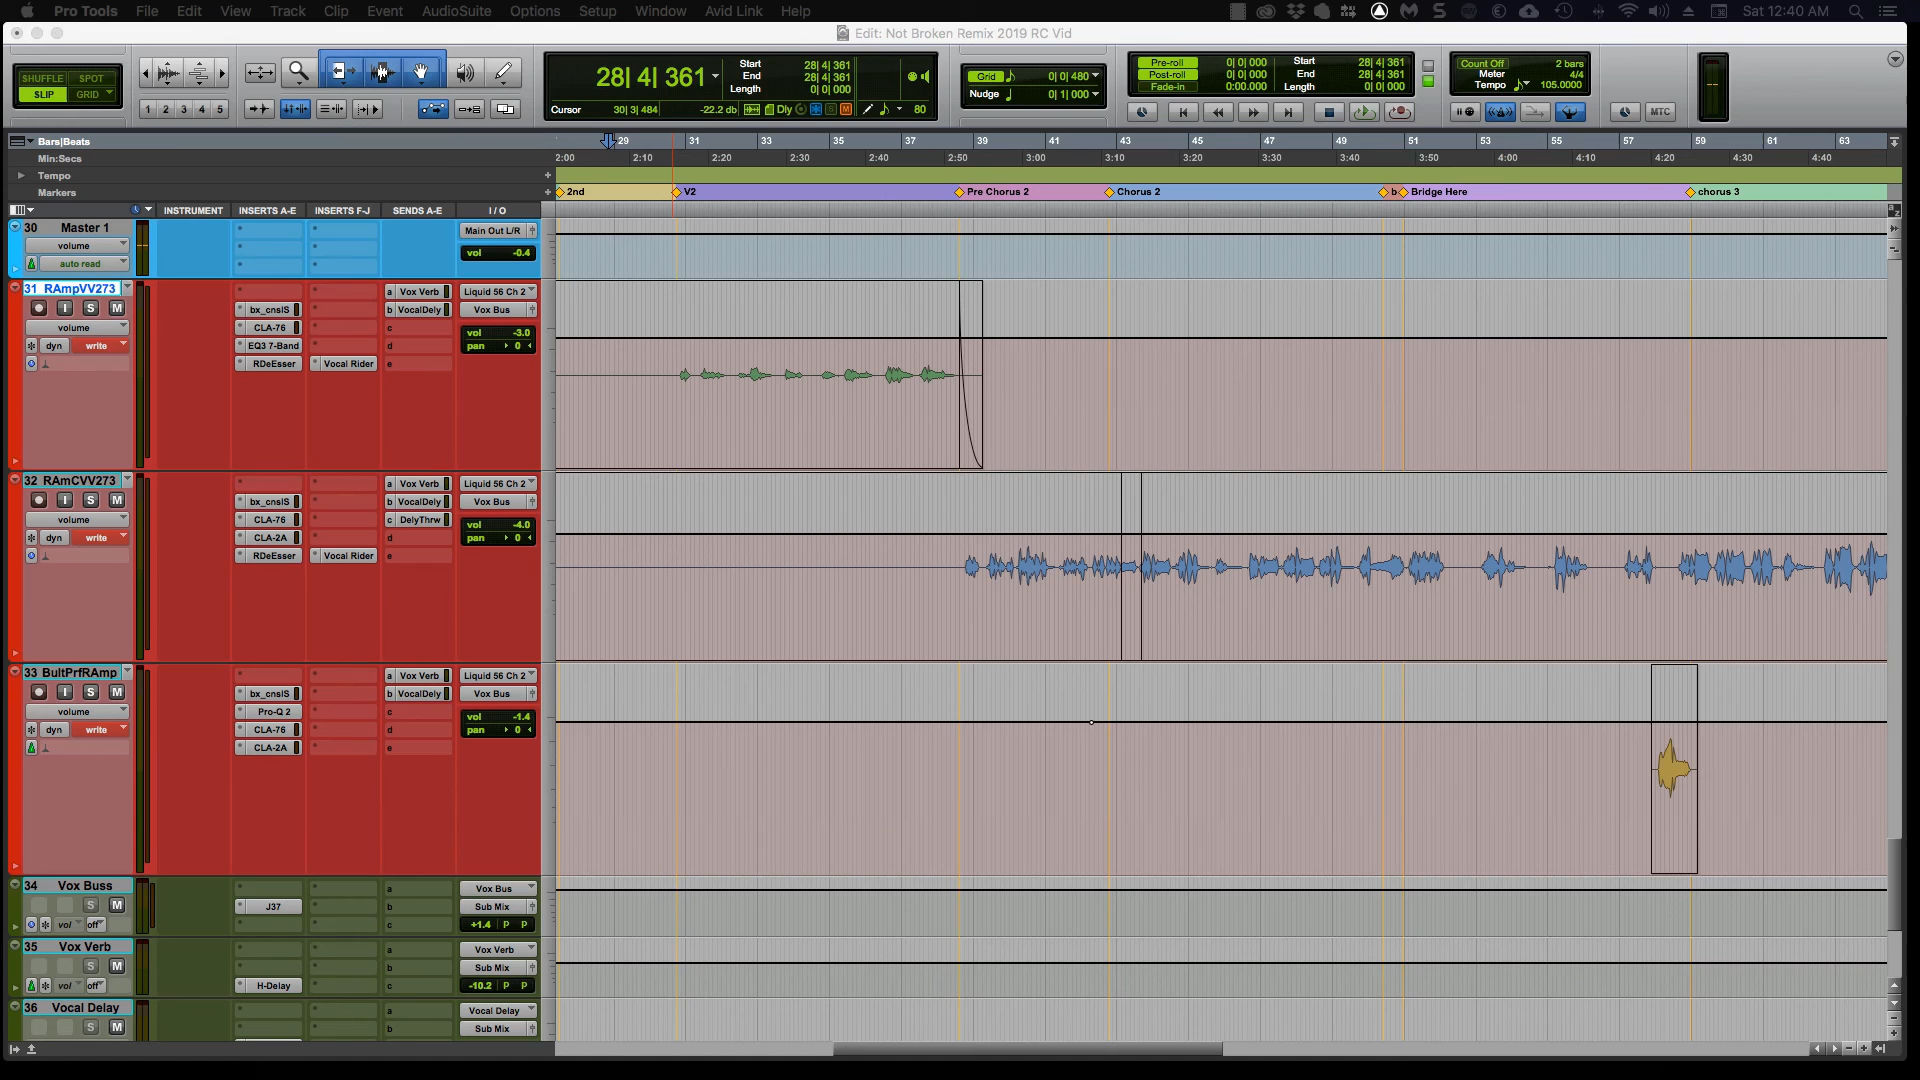 Pro Tools File Edit View Track Clip Event AudioSuite Options Setup Window Avid Link Help Sat 12:40 AM
Edit: Not Broken Remix 2019 RC Vid
SHUFFLE SPOT
SLIP GRID
1 2 3 4 5
28| 4| 361
Start 28| 4| 361
End 28| 4| 361
Length 0| 0| 000
Cursor 30| 3| 484 -22.2 db Dly S M 80
Grid 0| 0| 480
Nudge 0| 1| 000
Pre-roll 0| 0| 000 Start 28| 4| 361
Post-roll 0| 0| 000 End 28| 4| 361
Fade-in 0:00.000 Length 0| 0| 000
Count Off 2 bars
Meter 4/4
Tempo 105.0000
MTC
Bars|Beats 29 31 33 35 37 39 41 43 45 47 49 51 53 55 57 59 61 63
Min:Secs 2:00 2:10 2:20 2:30 2:40 2:50 3:00 3:10 3:20 3:30 3:40 3:50 4:00 4:10 4:20 4:30 4:40
Tempo
Markers 2nd V2 Pre Chorus 2 Chorus 2 b Bridge Here chorus 3
INSTRUMENT INSERTS A-E INSERTS F-J SENDS A-E I / O
30 Master 1 Main Out L/R
volume vol -0.4
auto read
31 RAmpVV273 a Vox Verb Liquid 56 Ch 2
I S M bx_cnslS b VocalDely Vox Bus
volume CLA-76 c vol -3.0
dyn write EQ3 7-Band d pan 0
RDeEsser Vocal Rider e
32 RAmCVV273 a Vox Verb Liquid 56 Ch 2
I S M bx_cnslS b VocalDely Vox Bus
volume CLA-76 c DelyThrw vol -4.0
dyn write CLA-2A d pan 0
RDeEsser Vocal Rider e
33 BultPrfRAmp a Vox Verb Liquid 56 Ch 2
I S M bx_cnslS b VocalDely Vox Bus
volume Pro-Q 2 c vol -1.4
dyn write CLA-76 d pan 0
CLA-2A e
34 Vox Buss a Vox Bus
S M J37 b Sub Mix
vol off c +1.4 P P
35 Vox Verb a Vox Verb
S M b Sub Mix
vol off H-Delay c -10.2 P P
36 Vocal Delay a Vocal Delay
S M b Sub Mix